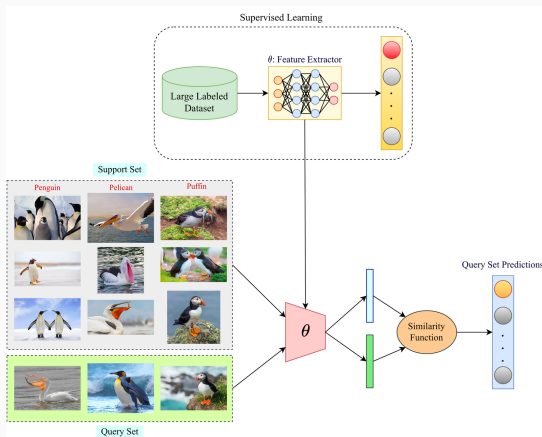 Supervised Learning
θ: Feature Extractor
Large Labeled
Dataset
Support Set
Penguin
Pelican
Puffin
Query Set Predictions
θ
Similarity
Function
Query Set